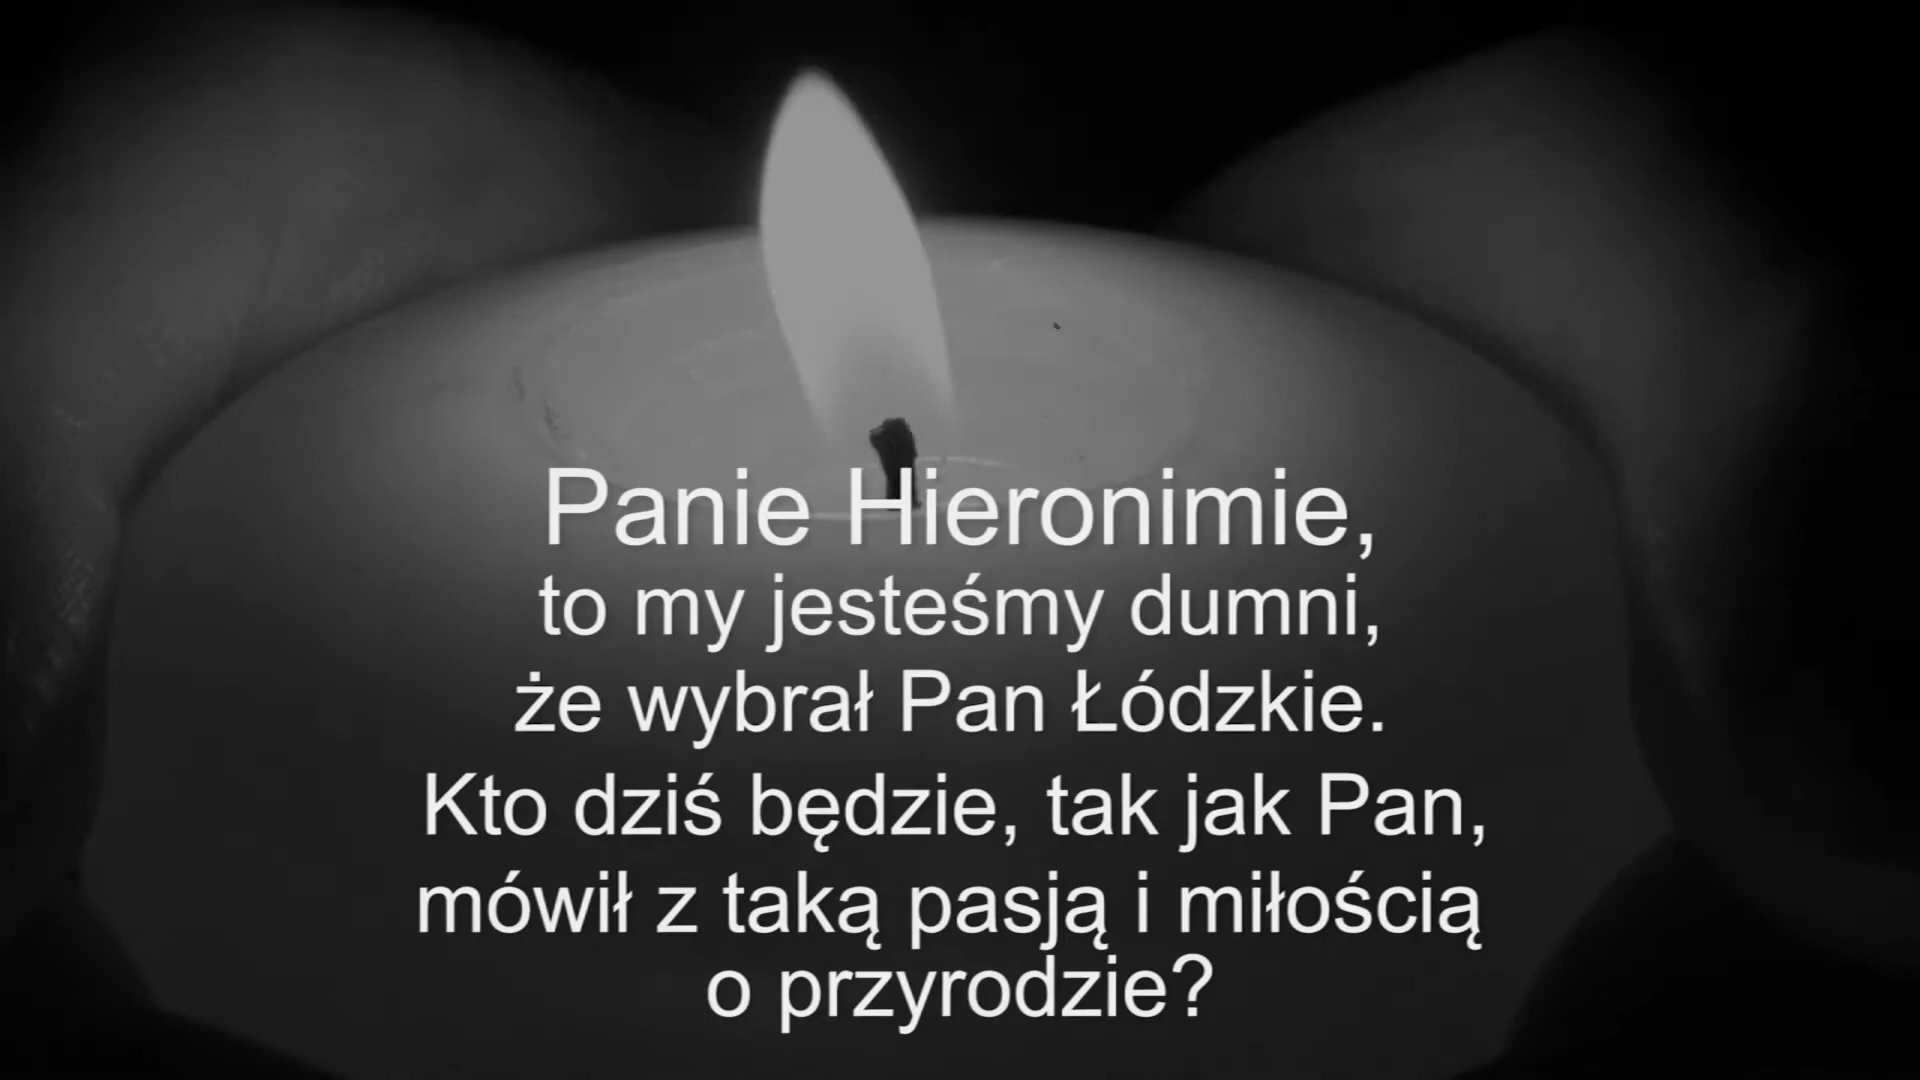 Panie Hieronimie,
to my jesteśmy dumni,
że wybrał Pan Łódzkie.
Kto dziś będzie, tak jak Pan,
mówił z taką pasją i miłością
o przyrodzie?